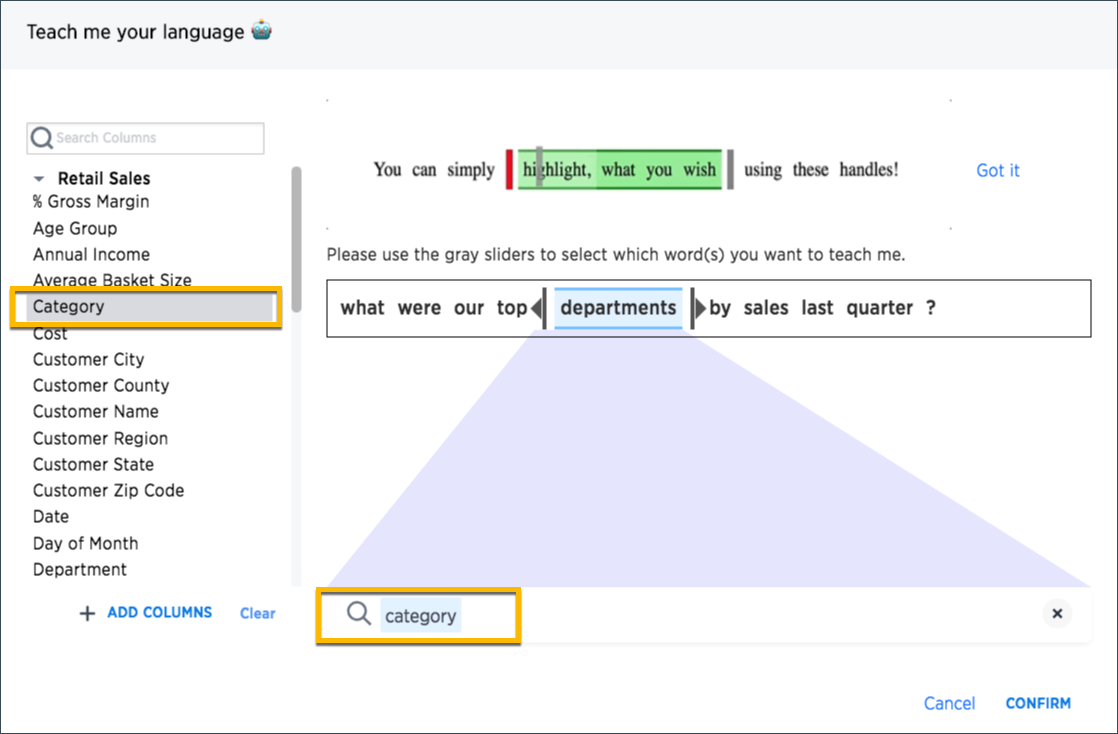 Teach me your language
Search Columns
Retail Sales
% Gross Margin
Age Group
Annual Income
Average Basket Size
Category
Cost
Customer City
Customer County
Customer Name
Customer Region
Customer State
Customer Zip Code
Date
Day of Month
Department
+ ADD COLUMNS Clear
You can simply highlight, what you wish using these handles!
Got it
Please use the gray sliders to select which word(s) you want to teach me.
what were our top departments by sales last quarter ?
category
Cancel CONFIRM